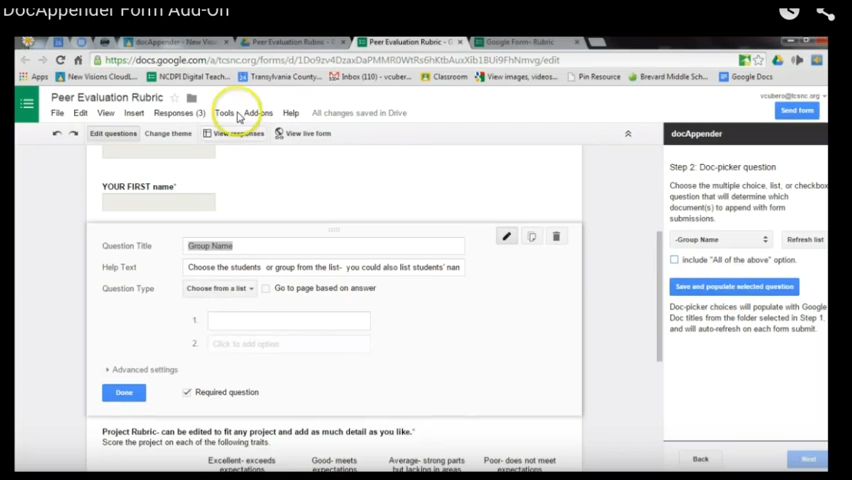 DocAppender Form Add-On
docAppender - New Visi
Peer Evaluation Rubric -
Peer Evaluation Rubric - G
Google Form- Rubric
https://docs.google.com/a/tcsnc.org/forms/d/1Do9zv4DzaxDaPMMR0WtRs6hKtbAuxXib1BUi9FhNmvg/edit
Apps
New Visions CloudL...
NCDPI Digital Teach...
Transylvania County...
Inbox (110) - vcuber...
Classroom
View images, videos...
Pin Resource
Brevard Middle Sch...
Google Docs
Peer Evaluation Rubric
vcubero@tcsnc.org
File Edit View Insert Responses (3) Tools Add-ons Help All changes saved in Drive
Send form
Edit questions Change theme View responses View live form
docAppender
Step 2: Doc-picker question
Choose the multiple choice, list, or checkbox
question that will determine which
document(s) to append with form
submissions.
-Group Name Refresh list
include "All of the above" option.
Save and populate selected question
Doc-picker choices will populate with Google
Doc titles from the folder selected in Step 1,
and will auto-refresh on each form submit.
Back Next
YOUR FIRST name*
Question Title Group Name
Help Text Choose the students or group from the list- you could also list students' nam
Question Type Choose from a list Go to page based on answer
1.
2. Click to add option
Advanced settings
Done Required question
Project Rubric- can be edited to fit any project and add as much detail as you like.*
Score the project on each of the following traits.
Excellent- exceeds Good- meets Average- strong parts Poor- does not meet
expectations expectations but lacking in areas expectations